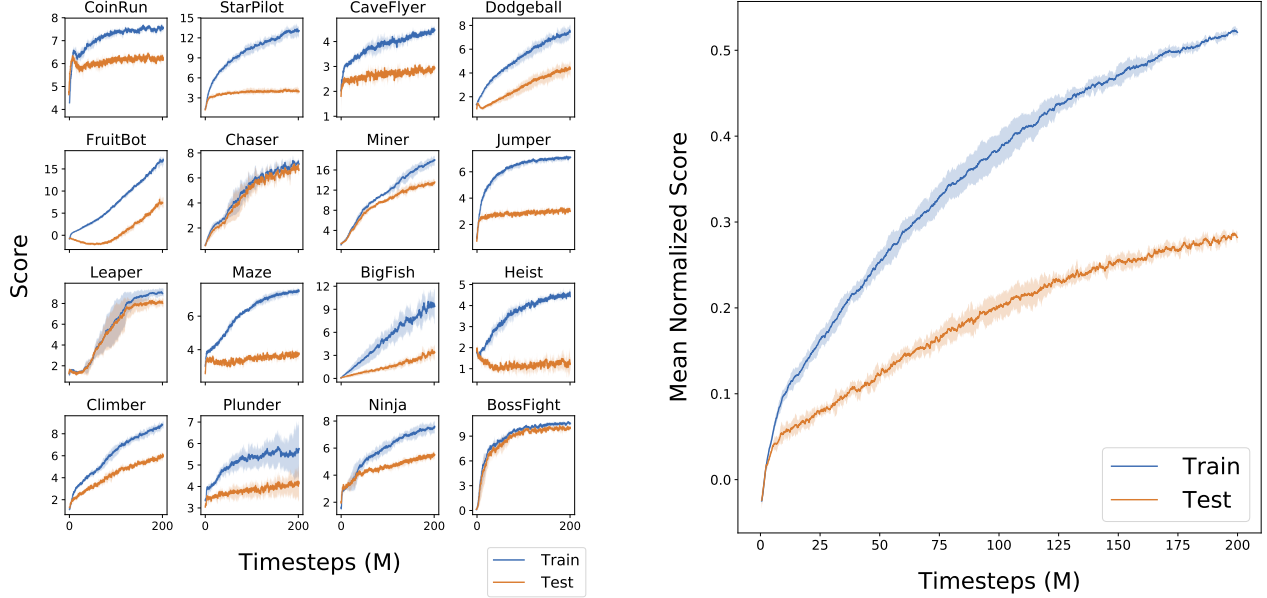 CoinRun StarPilot CaveFlyer Dodgeball
8 7 6 5 4
15 12 9 6 3
4 3 2 1
8 6 4 2
FruitBot Chaser Miner Jumper
15 10 5 0
8 6 4 2
16 12 8 4
6 4 2
Score
Leaper Maze BigFish Heist
8 6 4 2
6 4
12 9 6 3 0
5 4 3 2 1
Climber Plunder Ninja BossFight
8 6 4 2
7 6 5 4 3
8 6 4 2
9 6 3 0
0 200 0 200 0 200 0 200
Timesteps (M)
Train
Test
Mean Normalized Score
0.5
0.4
0.3
0.2
0.1
0.0
Train
Test
0 25 50 75 100 125 150 175 200
Timesteps (M)